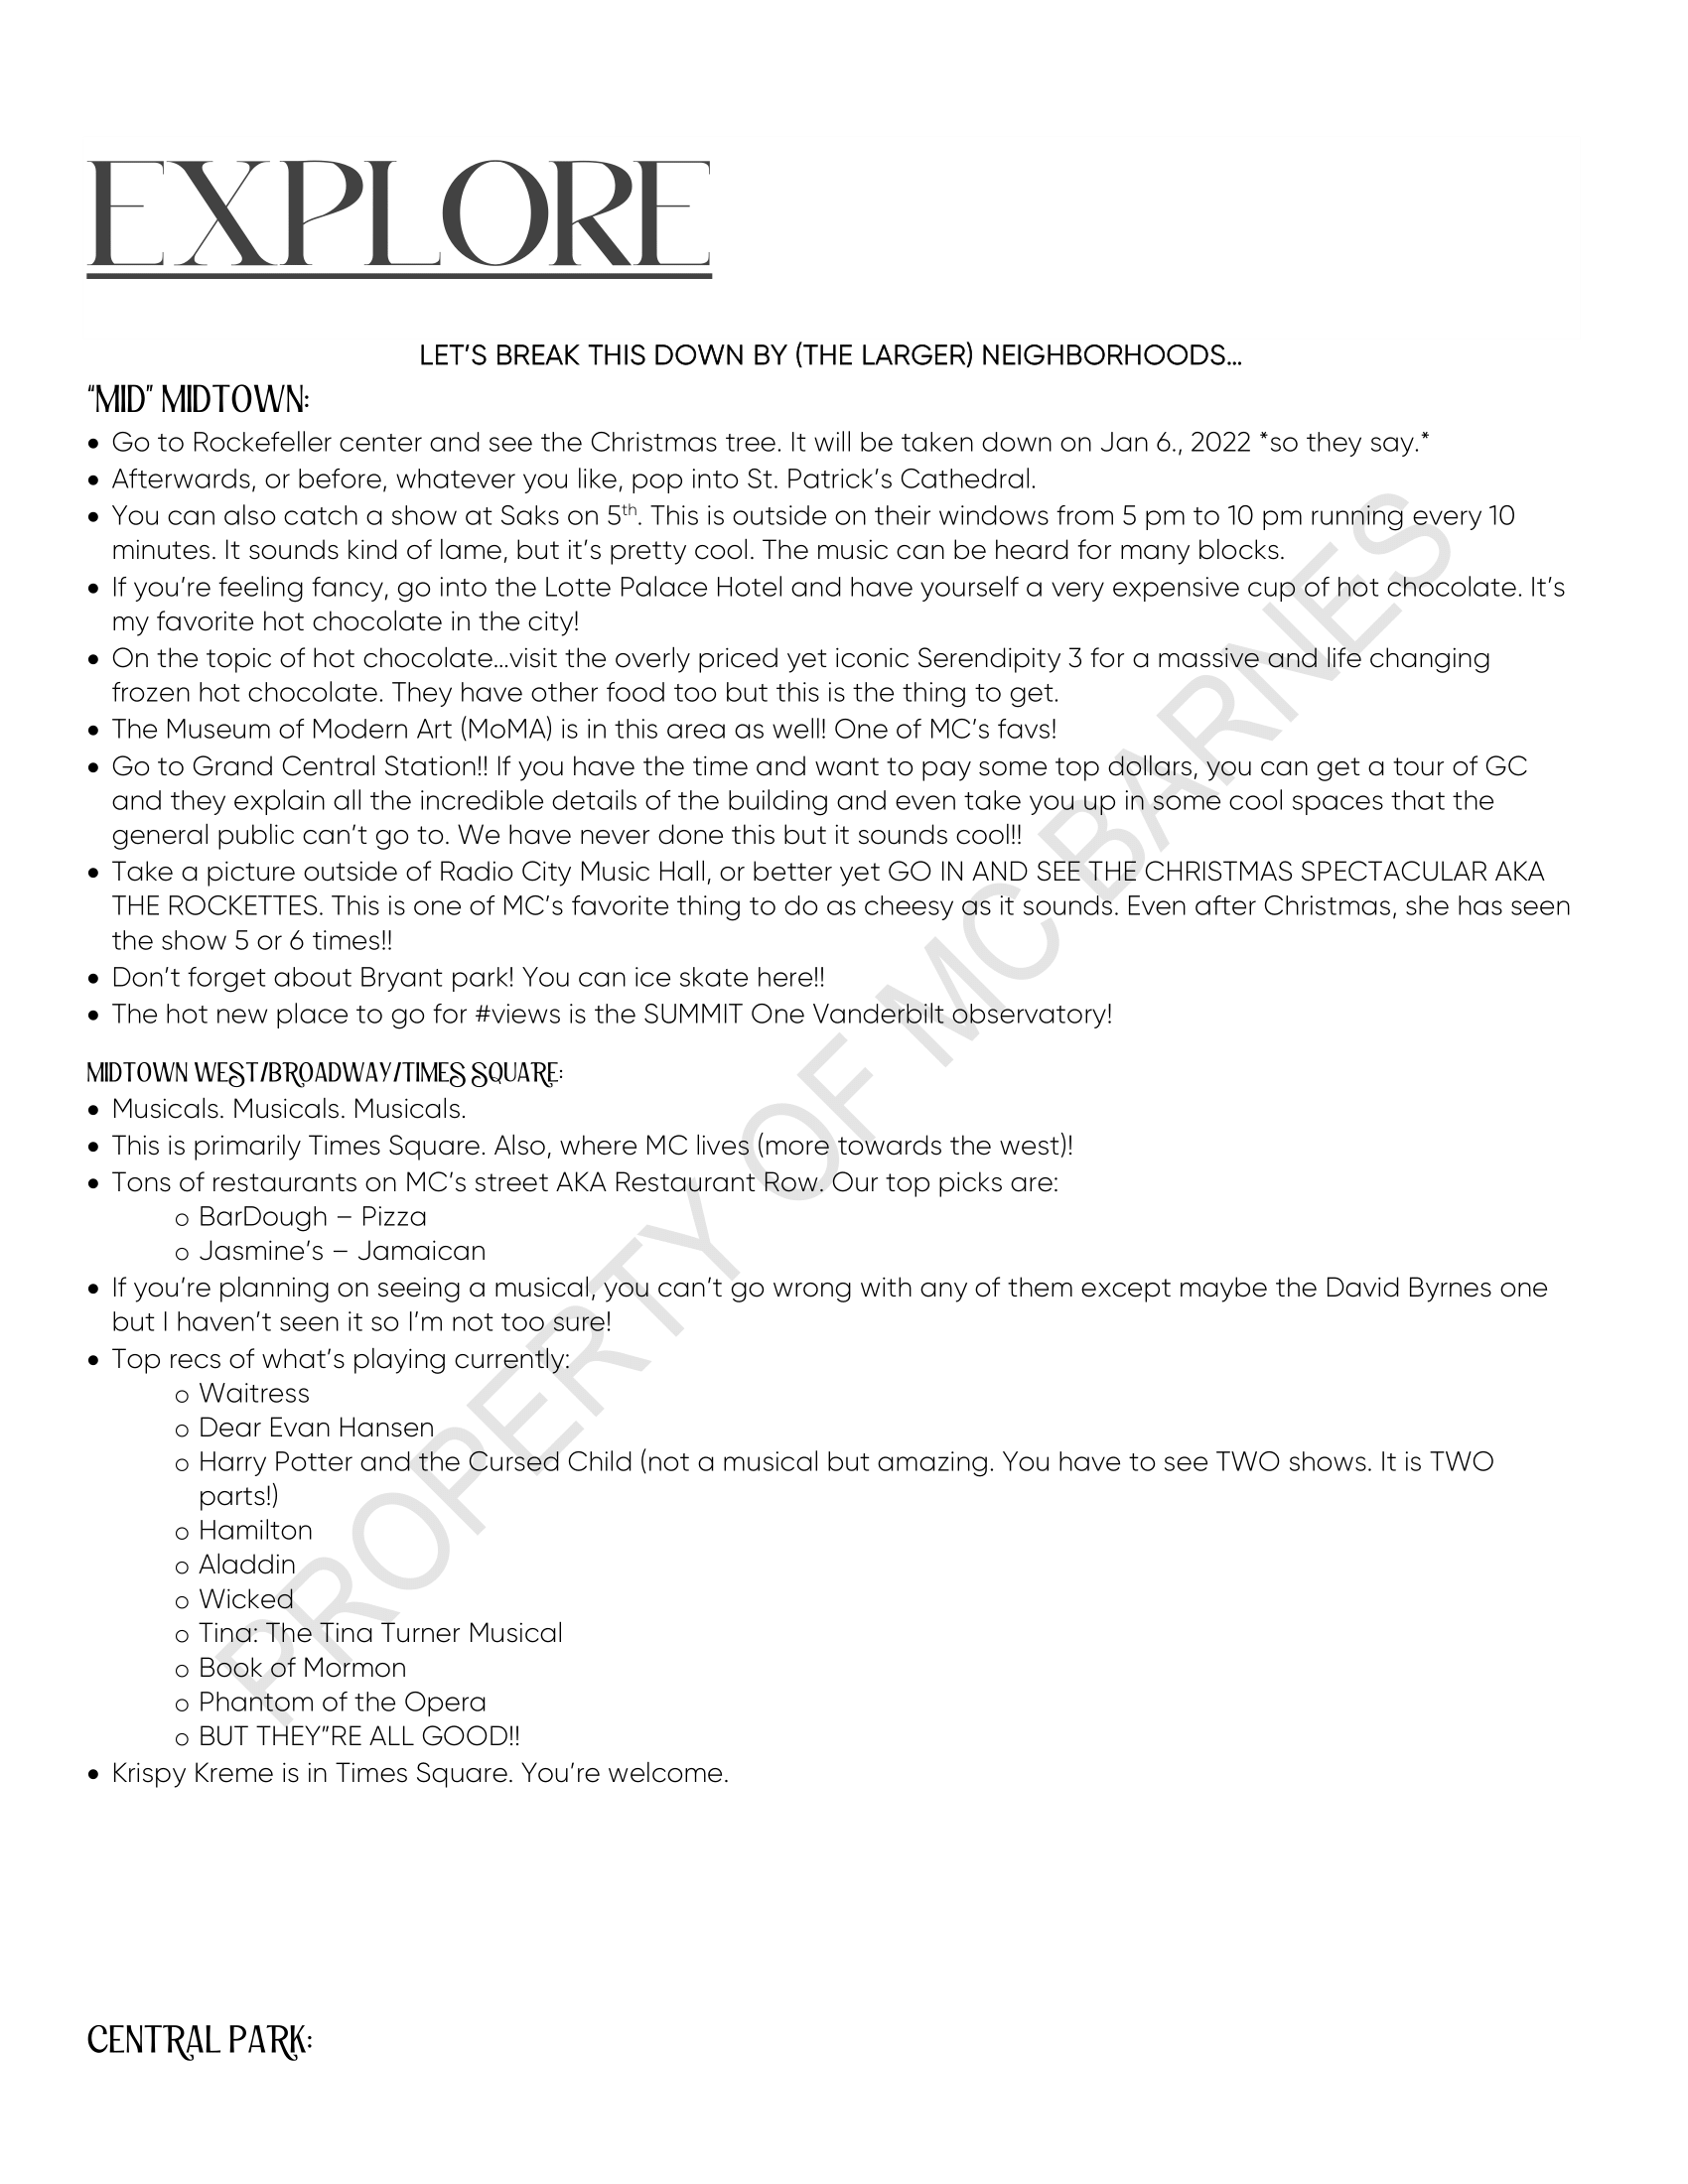 EXPLORE
LET’S BREAK THIS DOWN BY (THE LARGER) NEIGHBORHOODS…
“MID” MIDTOWN:
• Go to Rockefeller center and see the Christmas tree. It will be taken down on Jan 6., 2022 *so they say.*
• Afterwards, or before, whatever you like, pop into St. Patrick’s Cathedral.
• You can also catch a show at Saks on 5th. This is outside on their windows from 5 pm to 10 pm running every 10
minutes. It sounds kind of lame, but it’s pretty cool. The music can be heard for many blocks.
• If you’re feeling fancy, go into the Lotte Palace Hotel and have yourself a very expensive cup of hot chocolate. It’s
my favorite hot chocolate in the city!
• On the topic of hot chocolate…visit the overly priced yet iconic Serendipity 3 for a massive and life changing
frozen hot chocolate. They have other food too but this is the thing to get.
• The Museum of Modern Art (MoMA) is in this area as well! One of MC’s favs!
• Go to Grand Central Station!! If you have the time and want to pay some top dollars, you can get a tour of GC
and they explain all the incredible details of the building and even take you up in some cool spaces that the
general public can’t go to. We have never done this but it sounds cool!!
• Take a picture outside of Radio City Music Hall, or better yet GO IN AND SEE THE CHRISTMAS SPECTACULAR AKA
THE ROCKETTES. This is one of MC’s favorite thing to do as cheesy as it sounds. Even after Christmas, she has seen
the show 5 or 6 times!!
• Don’t forget about Bryant park! You can ice skate here!!
• The hot new place to go for #views is the SUMMIT One Vanderbilt observatory!
MIDTOWN WEST/BROADWAY/TIMES SQUARE:
• Musicals. Musicals. Musicals.
• This is primarily Times Square. Also, where MC lives (more towards the west)!
• Tons of restaurants on MC’s street AKA Restaurant Row. Our top picks are:
o BarDough – Pizza
o Jasmine’s – Jamaican
• If you’re planning on seeing a musical, you can’t go wrong with any of them except maybe the David Byrnes one
but I haven’t seen it so I’m not too sure!
• Top recs of what’s playing currently:
o Waitress
o Dear Evan Hansen
o Harry Potter and the Cursed Child (not a musical but amazing. You have to see TWO shows. It is TWO
parts!)
o Hamilton
o Aladdin
o Wicked
o Tina: The Tina Turner Musical
o Book of Mormon
o Phantom of the Opera
o BUT THEY”RE ALL GOOD!!
• Krispy Kreme is in Times Square. You’re welcome.
CENTRAL PARK:
PROPERTY OF MC BARNES